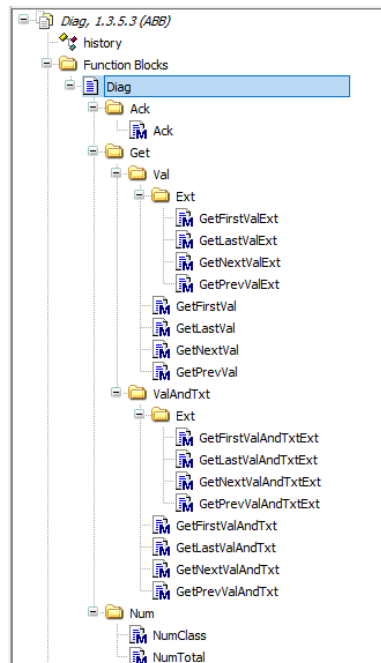 Diag, 1.3.5.3 (ABB)
history
Function Blocks
Diag
Ack
Ack
Get
Val
Ext
GetFirstValExt
GetLastValExt
GetNextValExt
GetPrevValExt
GetFirstVal
GetLastVal
GetNextVal
GetPrevVal
ValAndTxt
Ext
GetFirstValAndTxtExt
GetLastValAndTxtExt
GetNextValAndTxtExt
GetPrevValAndTxtExt
GetFirstValAndTxt
GetLastValAndTxt
GetNextValAndTxt
GetPrevValAndTxt
Num
NumClass
NumTotal